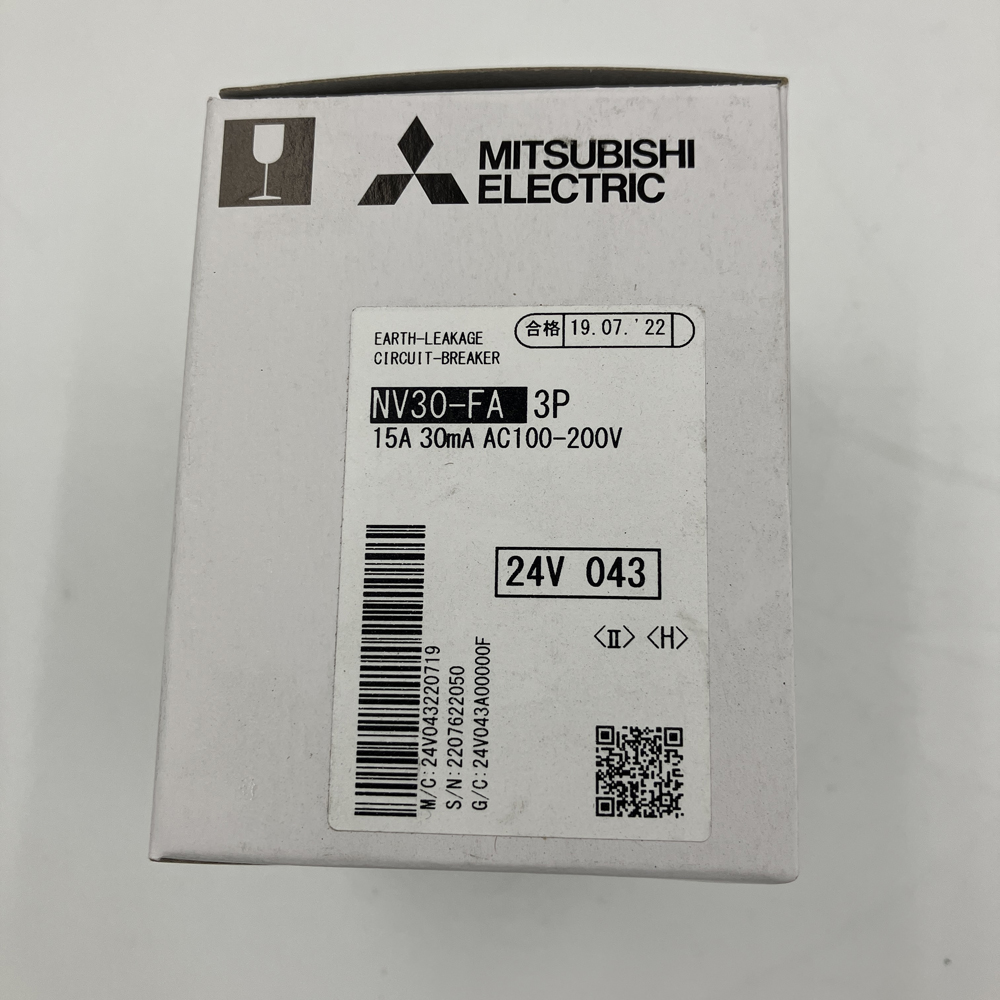 MITSUBISHI
ELECTRIC
EARTH-LEAKAGE
CIRCUIT-BREAKER
合格 19.07.'22
NV30-FA 3P
15A 30mA AC100-200V
24V 043
〈Ⅱ〉〈H〉
M/C:24V043220719
S/N:2207622050
G/C:24V043A00000F